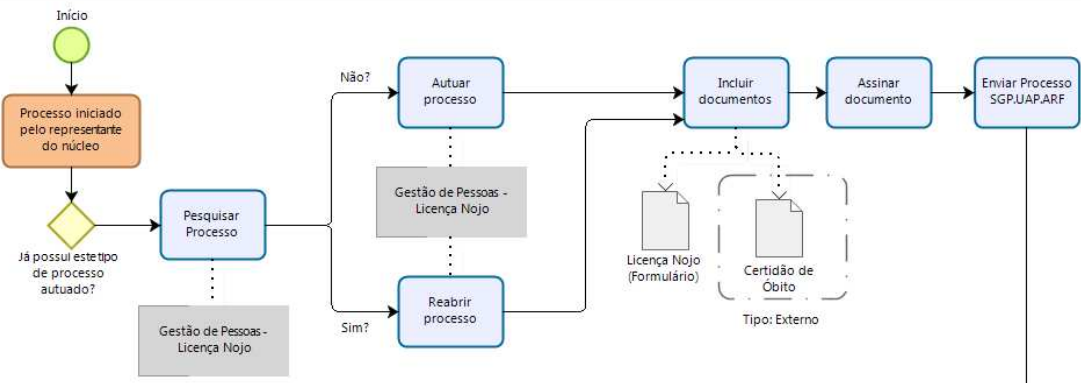 Início
Processo iniciado
pelo representante
do núcleo
Já possui este tipo
de processo
autuado?
Pesquisar
Processo
Gestão de Pessoas -
Licença Nojo
Não?
Sim?
Autuar
processo
Gestão de Pessoas -
Licença Nojo
Reabrir
processo
Incluir
documentos
Licença Nojo
(Formulário)
Certidão de
Óbito
Tipo: Externo
Assinar
documento
Enviar Processo
SGP.UAP.ARF